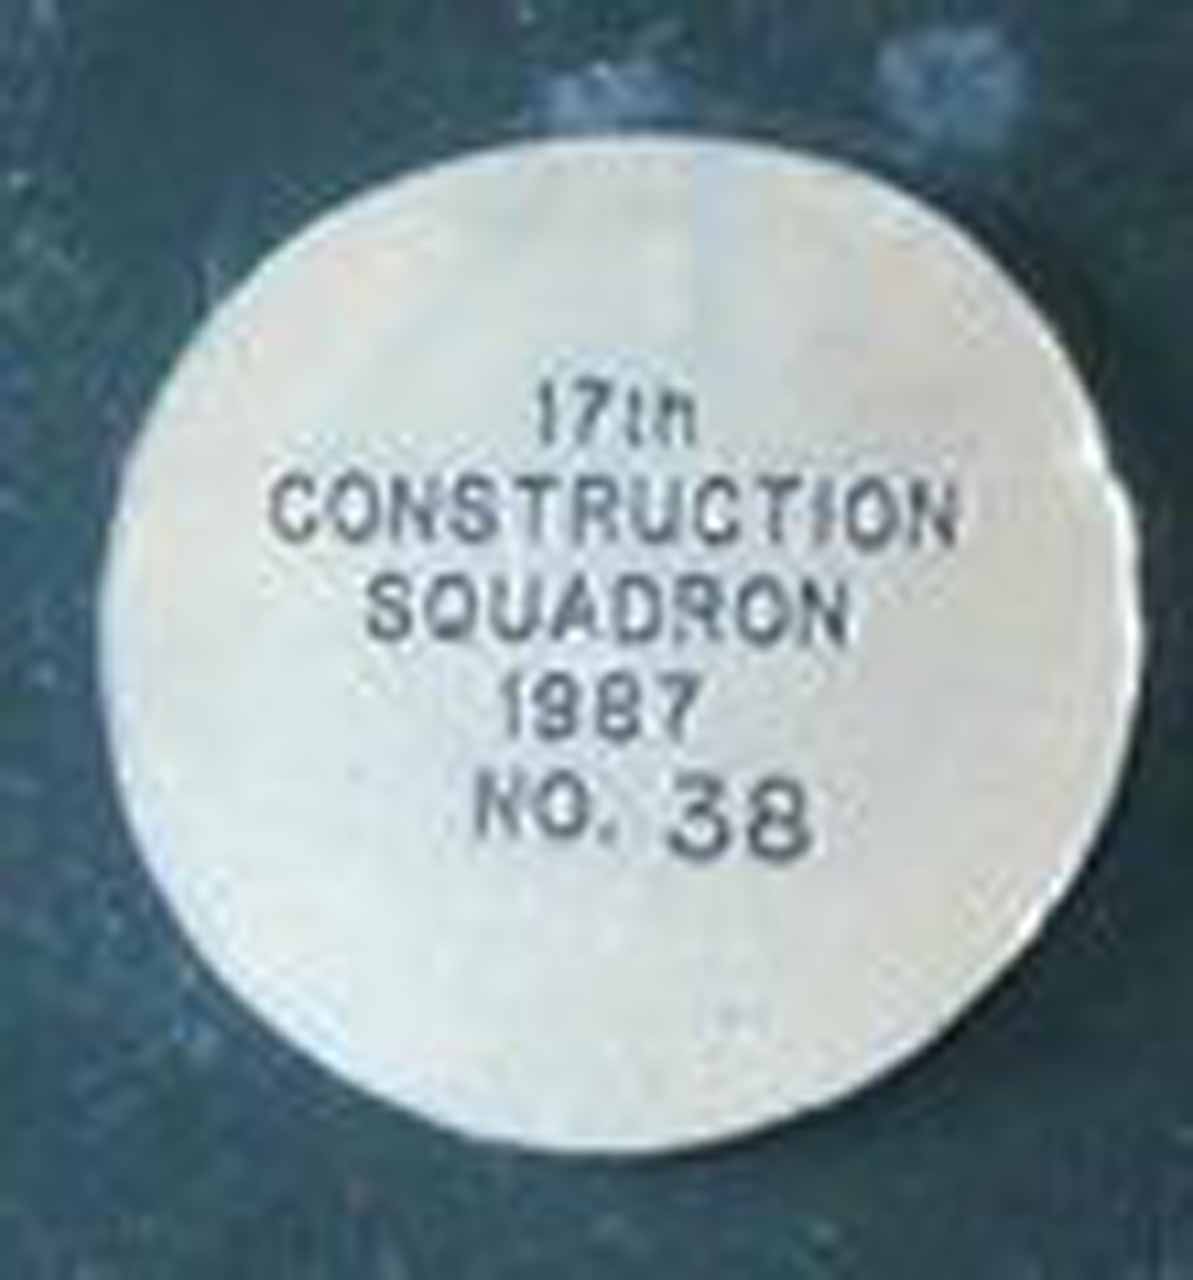 17th
CONSTRUCTION
SQUADRON
1987
NO. 38